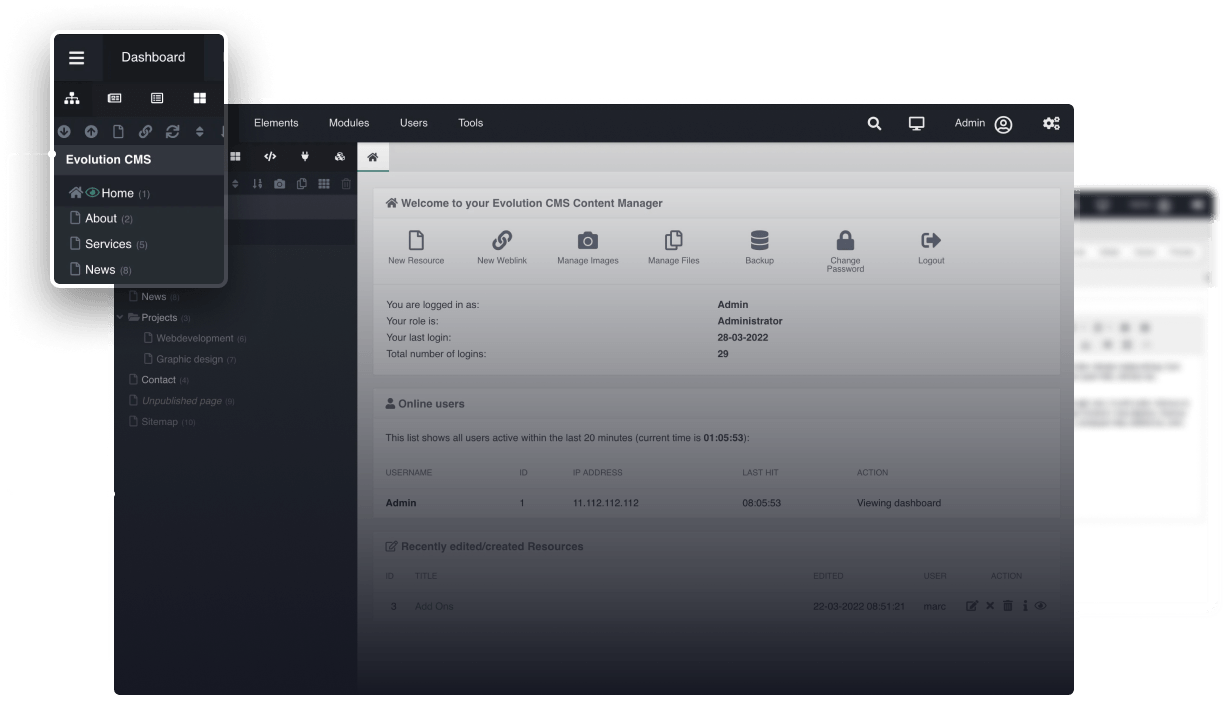 Dashboard
Evolution CMS
Home (1)
About (2)
Services (5)
News (8)
Elements Modules Users Tools
Admin
News (8)
Projects (3)
Webdevelopment (6)
Graphic design (7)
Contact (4)
Unpublished page (9)
Sitemap (10)
Welcome to your Evolution CMS Content Manager
New Resource New Weblink Manage Images Manage Files Backup Change Password Logout
You are logged in as: Admin
Your role is: Administrator
Your last login: 28-03-2022
Total number of logins: 29
Online users
This list shows all users active within the last 20 minutes (current time is 01:05:53):
USERNAME ID IP ADDRESS LAST HIT ACTION
Admin 1 11.112.112.112 08:05:53 Viewing dashboard
Recently edited/created Resources
ID TITLE EDITED USER ACTION
3 Add Ons 22-03-2022 08:51:21 marc